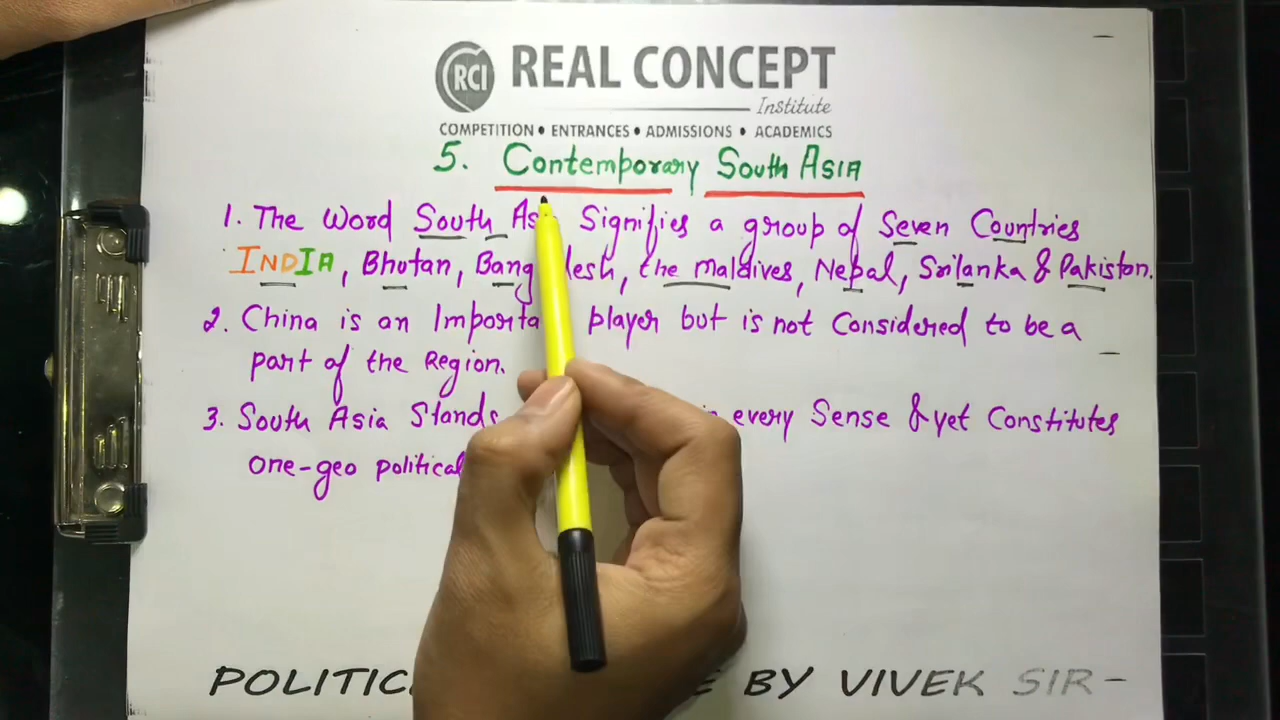 RCI REAL CONCEPT
Institute
COMPETITION • ENTRANCES • ADMISSIONS • ACADEMICS
5. Contemporary South ASIA
1. The Word South As Signifies a group of Seven Countries
INDIA, Bhutan, Bang lesh, the Maldives, Nepal, Srilanka & Pakistan.
2. China is an Importa player but is not Considered to be a
part of the Region.
3. South Asia Stands every Sense & yet Constitutes
one-geo political
POLITIC E BY VIVEK SIR-